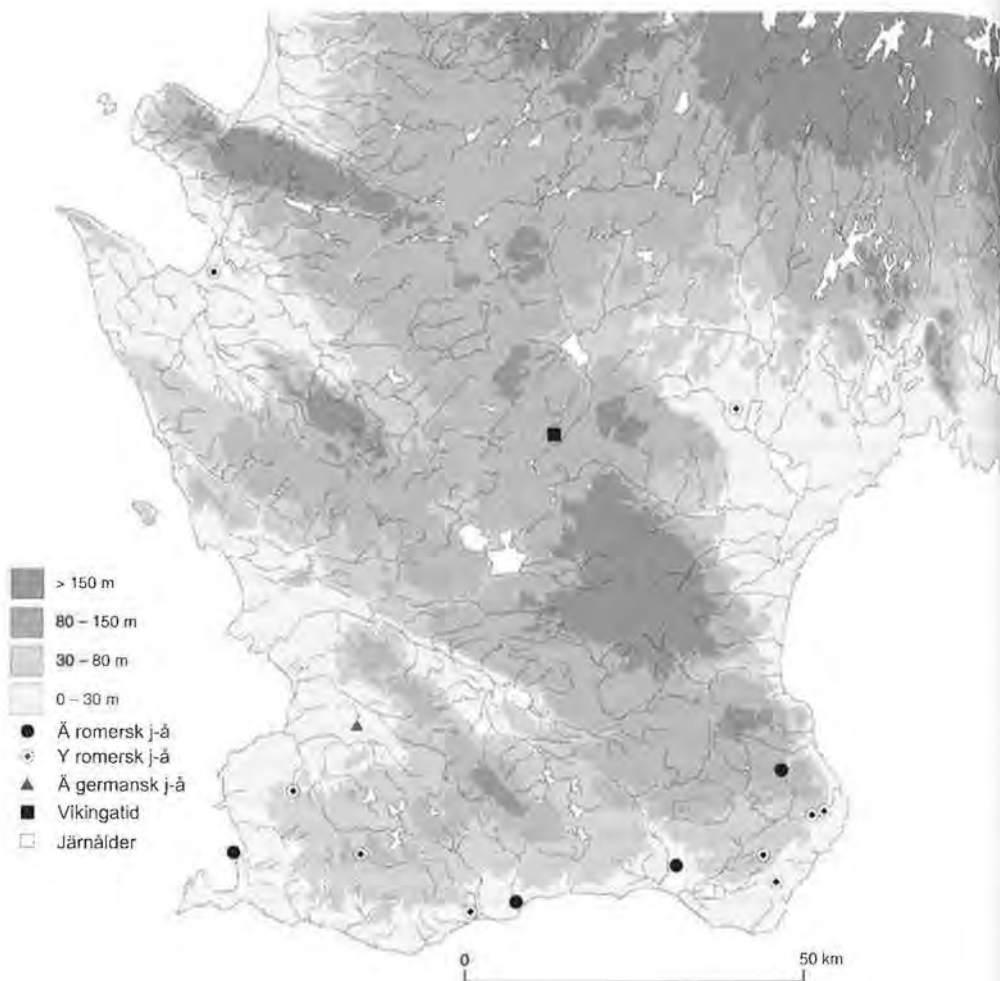 > 150 m
80 – 150 m
30 – 80 m
0 – 30 m
Ä romersk j-å
Y romersk j-å
Ä germansk j-å
Vikingatid
Järnålder
0
50 km